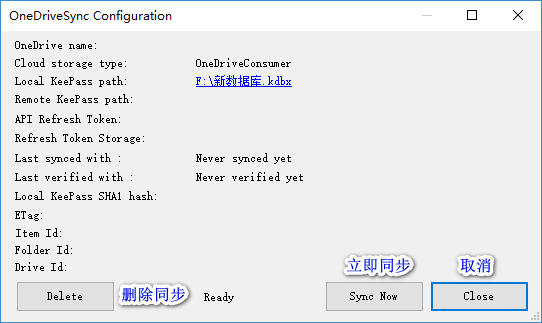 OneDriveSync Configuration
OneDrive name:
Cloud storage type: OneDriveConsumer
Local KeePass path: F:\新数据库.kdbx
Remote KeePass path:
API Refresh Token:
Refresh Token Storage:
Last synced with : Never synced yet
Last verified with : Never verified yet
Local KeePass SHA1 hash:
ETag:
Item Id:
Folder Id:
Drive Id:
立即同步 取消
Delete 删除同步 Ready Sync Now Close